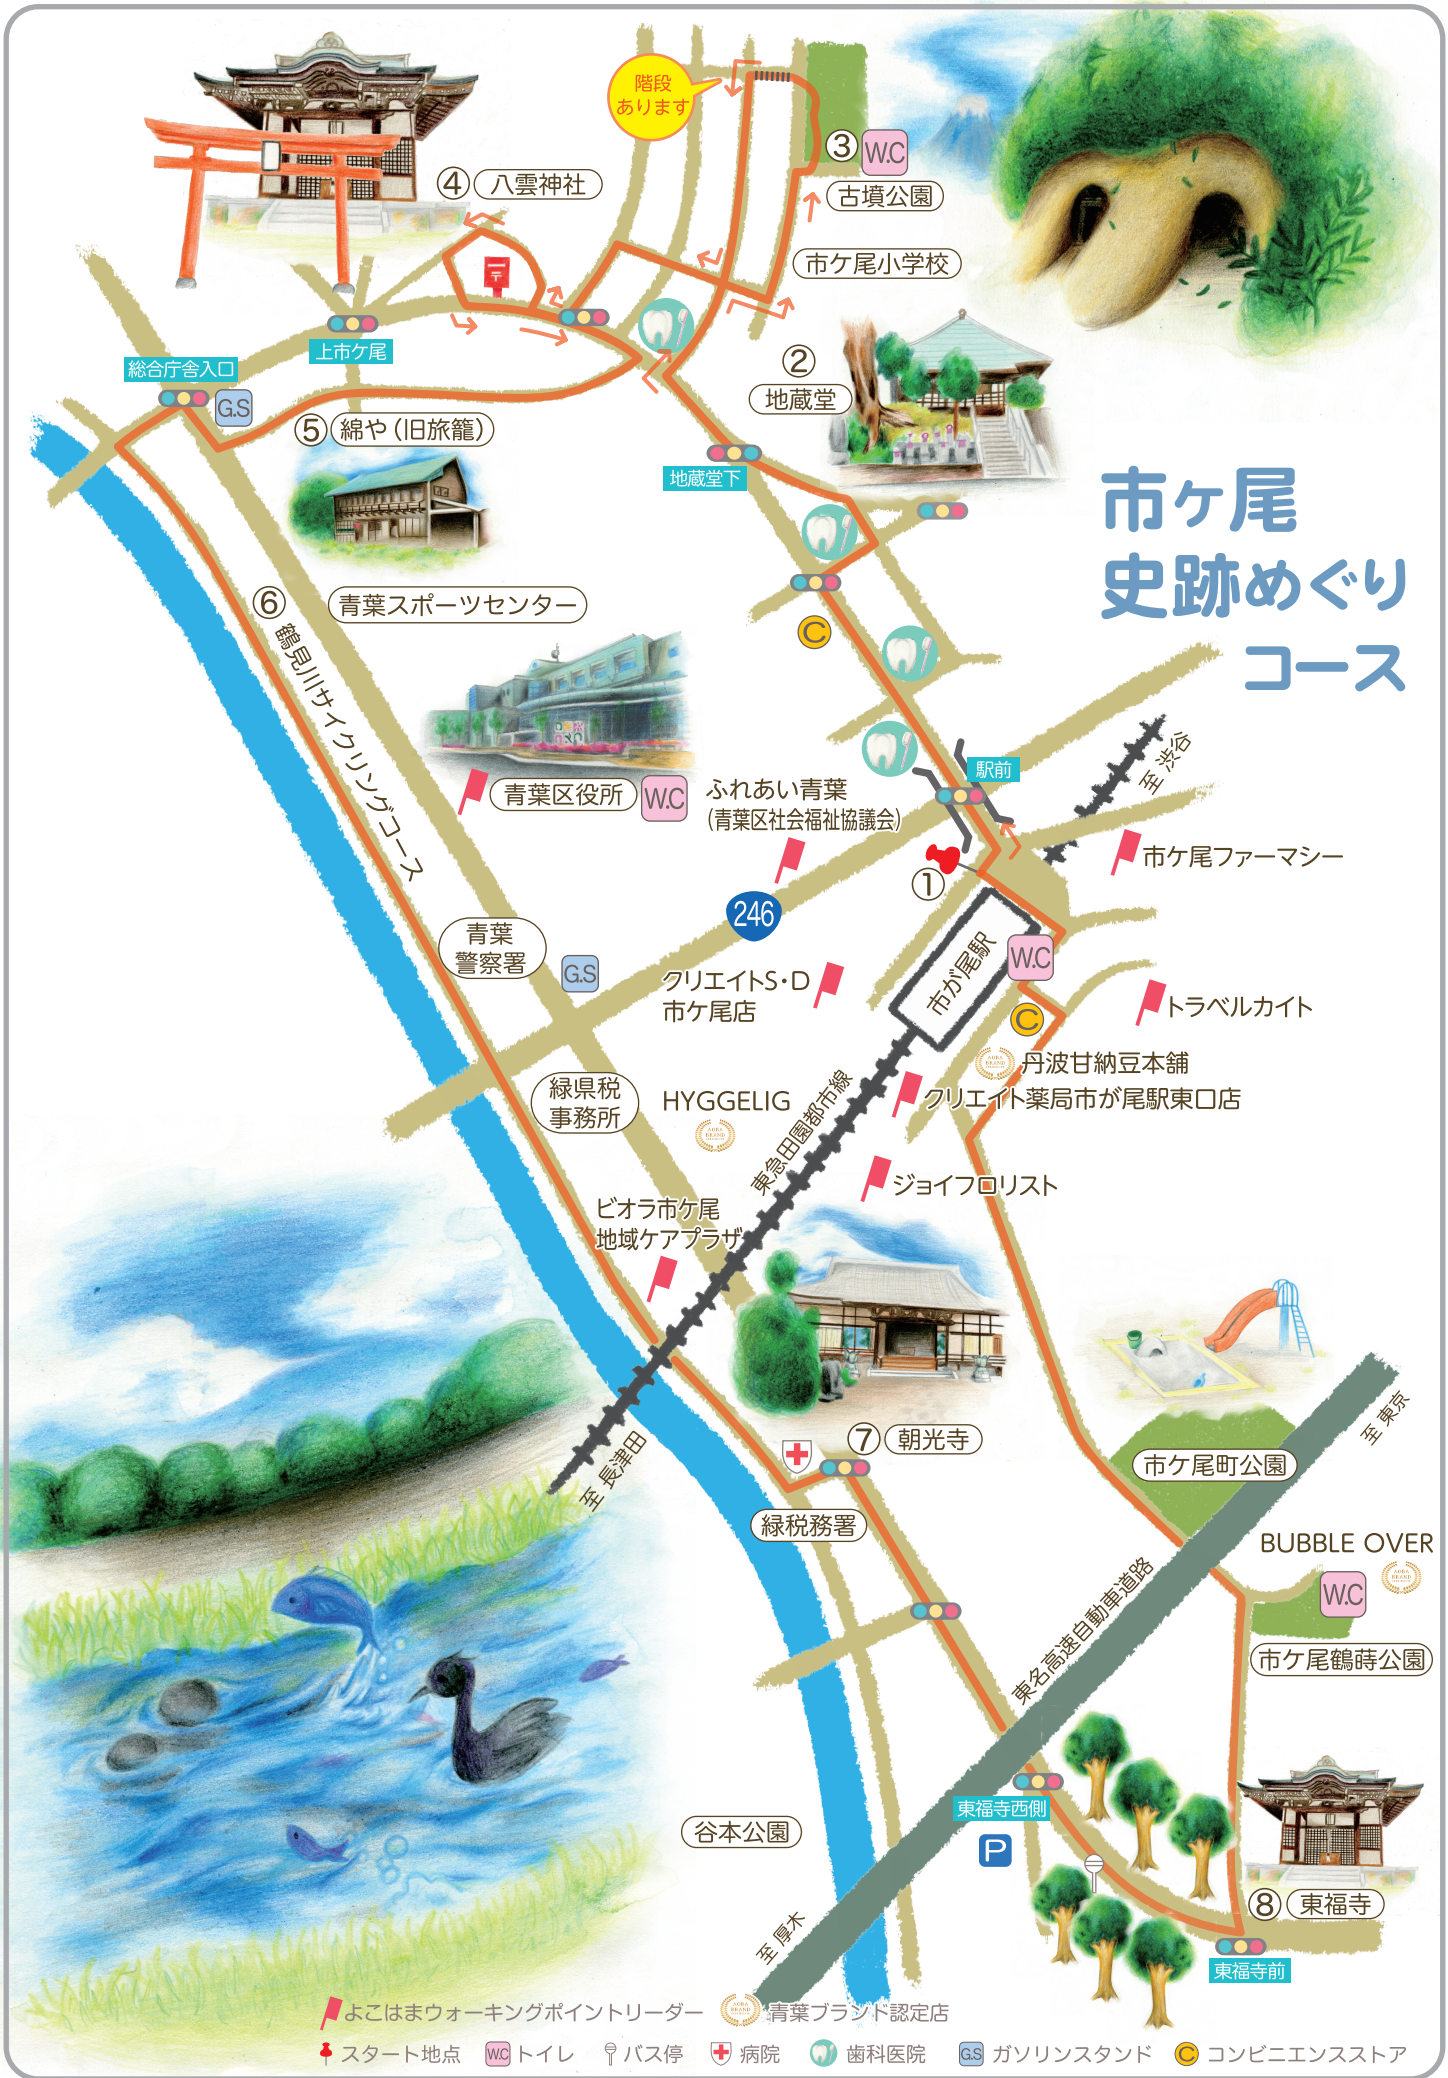 階段
あります
③
W.C
古墳公園
④
八雲神社
市ケ尾小学校
〒
上市ケ尾
総合庁舎入口
G.S
②
地蔵堂
⑤
綿や(旧旅籠)
地蔵堂下
市ヶ尾
史跡めぐり
コース
⑥
鶴見川サイクリングコース
青葉スポーツセンター
C
駅前
至 渋谷
青葉区役所
W.C
ふれあい青葉
(青葉区社会福祉協議会)
市ケ尾ファーマシー
①
246
青葉
警察署
G.S
クリエイトS・D
市ケ尾店
市が尾駅
W.C
トラベルカイト
C
丹波甘納豆本舗
緑県税
事務所
HYGGELIG
クリエイト薬局市が尾駅東口店
東急田園都市線
ジョイフロリスト
ビオラ市ケ尾
地域ケアプラザ
至 長津田
⑦
朝光寺
緑税務署
市ケ尾町公園
至 東京
BUBBLE OVER
W.C
市ケ尾鶴蒔公園
東名高速自動車道路
東福寺西側
P
谷本公園
⑧
東福寺
東福寺前
至 厚木
よこはまウォーキングポイントリーダー
青葉ブランド認定店
スタート地点
W.C
トイレ
バス停
病院
歯科医院
G.S
ガソリンスタンド
C
コンビニエンスストア